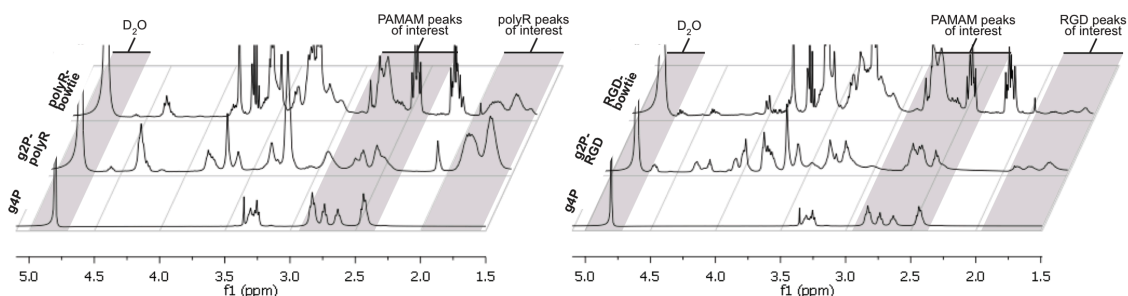 D2O
PAMAM peaks
of interest
polyR peaks
of interest
polyR-
bowtie
g2P-
polyR
g4P
5.0 4.5 4.0 3.5 3.0 2.5 2.0 1.5
f1 (ppm)
D2O
PAMAM peaks
of interest
RGD peaks
of interest
RGD-
bowtie
g2P-
RGD
g4P
5.0 4.5 4.0 3.5 3.0 2.5 2.0 1.5
f1 (ppm)